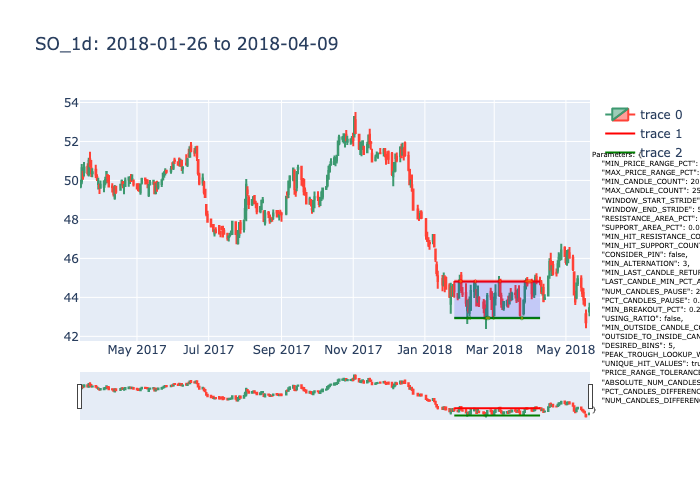 SO_1d: 2018-01-26 to 2018-04-09
54
52
50
48
46
44
42
May 2017
Jul 2017
Sep 2017
Nov 2017
Jan 2018
Mar 2018
May 2018
trace 0
trace 1
trace 2
Parameters: {
"MIN_PRICE_RANGE_PCT":
"MAX_PRICE_RANGE_PCT":
"MIN_CANDLE_COUNT": 20
"MAX_CANDLE_COUNT": 25
"WINDOW_START_STRIDE"
"WINDOW_END_STRIDE": 5
"RESISTANCE_AREA_PCT":
"SUPPORT_AREA_PCT": 0.0
"MIN_HIT_RESISTANCE_CO
"MIN_HIT_SUPPORT_COUN
"CONSIDER_PIN": false,
"MIN_ALTERNATION": 3,
"MIN_LAST_CANDLE_RETU
"LAST_CANDLE_MIN_PCT_A
"NUM_CANDLES_PAUSE": 2
"PCT_CANDLES_PAUSE": 0.
"MIN_BREAKOUT_PCT": 0.2
"USING_RATIO": false,
"MIN_OUTSIDE_CANDLE_CO
"OUTSIDE_TO_INSIDE_CAN
"DESIRED_BINS": 5,
"PEAK_TROUGH_LOOKUP_W
"UNIQUE_HIT_VALUES": tru
"PRICE_RANGE_TOLERANC
"ABSOLUTE_NUM_CANDLES
"PCT_CANDLES_DIFFERENC
"NUM_CANDLES_DIFFEREN
}